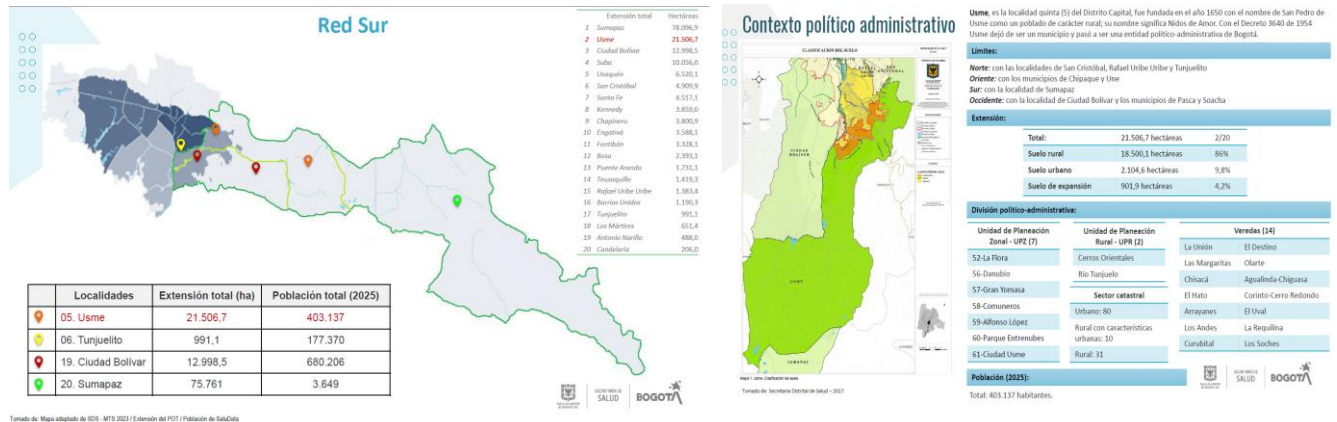 Red Sur
Extensión total Hectáreas
1 Sumapaz 78.096,9
2 Usme 21.506,7
3 Ciudad Bolívar 12.998,5
4 Suba 10.056,0
5 Usaquén 6.520,1
6 San Cristóbal 4.909,9
7 Santa Fe 4.517,1
8 Kennedy 3.859,0
9 Chapinero 3.800,9
10 Engativá 3.588,1
11 Fontibón 3.328,1
12 Bosa 2.393,1
13 Puente Aranda 1.731,1
14 Teusaquillo 1.419,3
15 Rafael Uribe Uribe 1.383,4
16 Barrios Unidos 1.190,3
17 Tunjuelito 991,1
18 Los Mártires 651,4
19 Antonio Nariño 488,0
20 Candelaria 206,0
Localidades Extensión total (ha) Población total (2025)
05. Usme 21.506,7 403.137
06. Tunjuelito 991,1 177.370
19. Ciudad Bolívar 12.998,5 680.206
20. Sumapaz 75.761 3.649
SALUD BOGOTÁ
Tomado de: Mapa adaptado de SDS - MTS 2023 / Extensión del POT / Población de SaluData
Contexto político administrativo
CLASIFICACIÓN DEL SUELO
CIUDAD
BOLÍVAR
USME
SUMAPAZ
Mapa 1. Usme. Clasificación de suelo
Tomado de: Secretaría Distrital de Salud – 2017
Usme, es la localidad quinta (5) del Distrito Capital, fue fundada en el año 1650 con el nombre de San Pedro de
Usme como un poblado de carácter rural; su nombre significa Nidos de Amor. Con el Decreto 3640 de 1954
Usme dejó de ser un municipio y pasó a ser una entidad político-administrativa de Bogotá.
Límites:
Norte: con las localidades de San Cristóbal, Rafael Uribe Uribe y Tunjuelito
Oriente: con los municipios de Chipaque y Une
Sur: con la localidad de Sumapaz
Occidente: con la localidad de Ciudad Bolívar y los municipios de Pasca y Soacha
Extensión:
Total: 21.506,7 hectáreas 2/20
Suelo rural 18.500,1 hectáreas 86%
Suelo urbano 2.104,6 hectáreas 9,8%
Suelo de expansión 901,9 hectáreas 4,2%
División político-administrativa:
Unidad de Planeación
Zonal - UPZ (7)
52-La Flora
56-Danubio
57-Gran Yomasa
58-Comuneros
59-Alfonso López
60-Parque Entrenubes
61-Ciudad Usme
Unidad de Planeación
Rural - UPR (2)
Cerros Orientales
Río Tunjuelo
Sector catastral
Urbano: 80
Rural con características
urbanas: 10
Rural: 31
Veredas (14)
La Unión El Destino
Las Margaritas Olarte
Chisacá Agualinda-Chiguasa
El Hato Corinto-Cerro Redondo
Arrayanes El Uval
Los Andes La Requilina
Curubital Los Soches
Población (2025):
Total: 403.137 habitantes.
SALUD BOGOTÁ